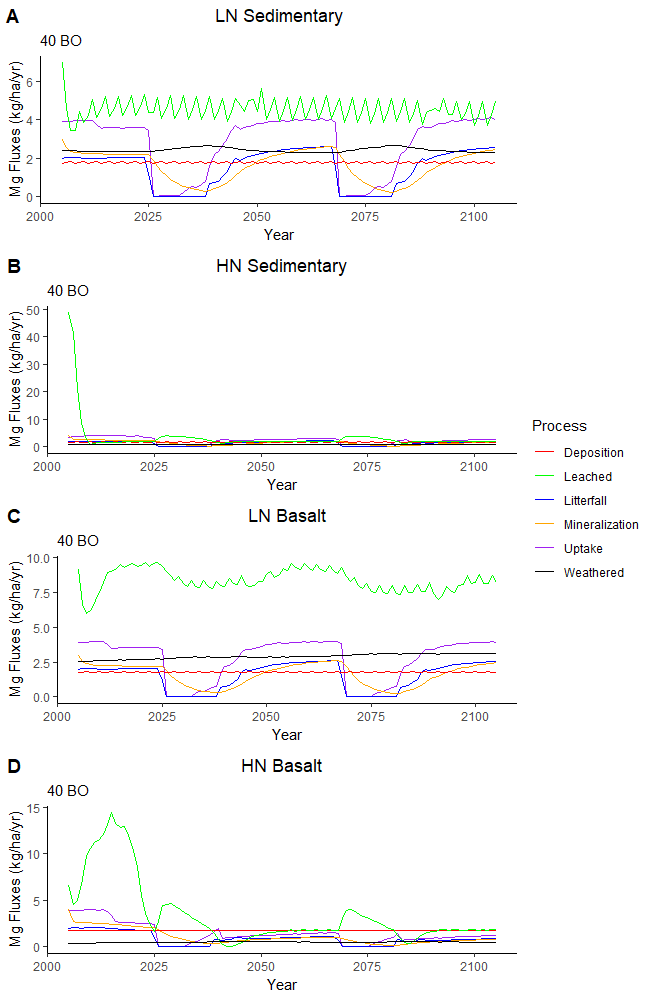 A LN Sedimentary
40 BO
Mg Fluxes (kg/ha/yr)
6
4
2
0
2000 2025 2050 2075 2100
Year
B HN Sedimentary
40 BO
Mg Fluxes (kg/ha/yr)
50
40
30
20
10
0
2000 2025 2050 2075 2100
Year
Process
Deposition
Leached
Litterfall
Mineralization
Uptake
Weathered
C LN Basalt
40 BO
Mg Fluxes (kg/ha/yr)
10.0
7.5
5.0
2.5
0.0
2000 2025 2050 2075 2100
Year
D HN Basalt
40 BO
Mg Fluxes (kg/ha/yr)
15
10
5
0
2000 2025 2050 2075 2100
Year